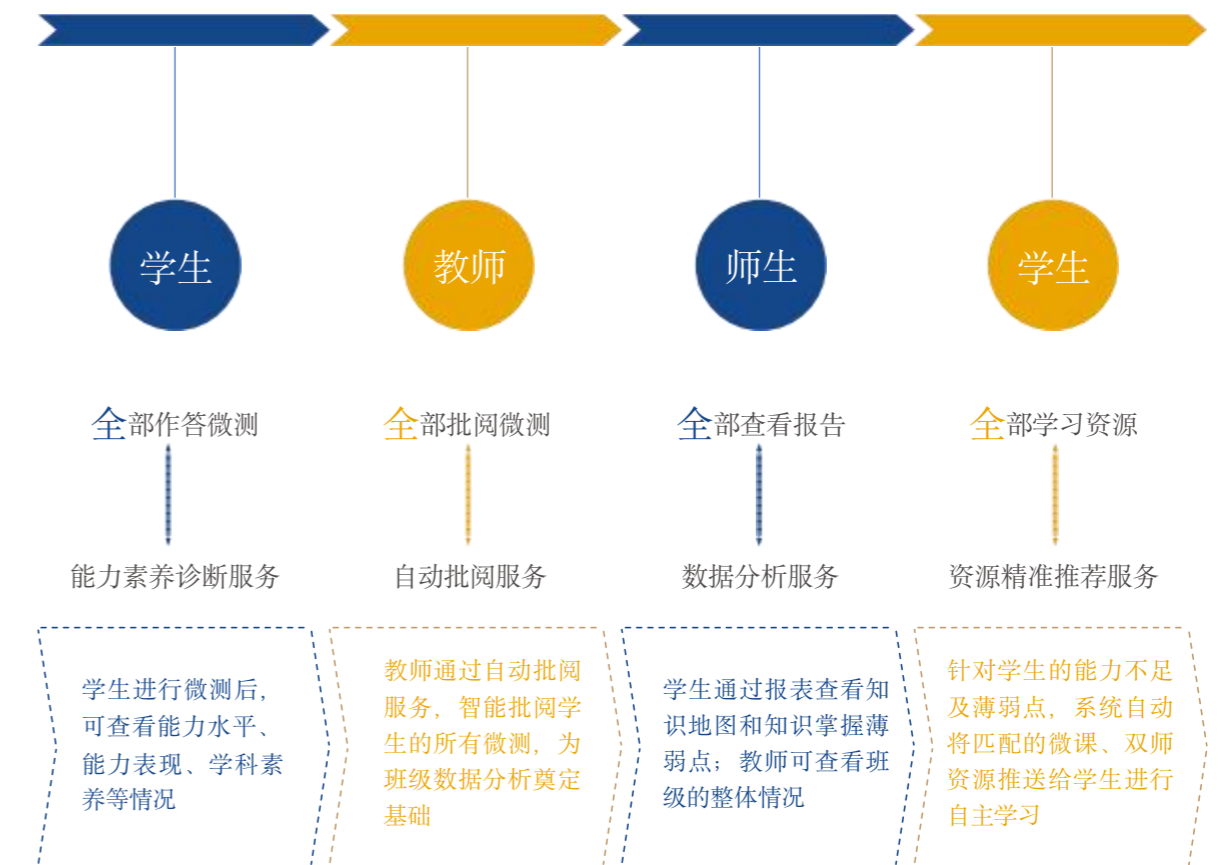 学生
教师
师生
学生
全部作答微测
全部批阅微测
全部查看报告
全部学习资源
能力素养诊断服务
自动批阅服务
数据分析服务
资源精准推荐服务
学生进行微测后，
可查看能力水平、
能力表现、学科素
养等情况
教师通过自动批阅
服务，智能批阅学
生的所有微测，为
班级数据分析奠定
基础
学生通过报表查看知
识地图和知识掌握薄
弱点；教师可查看班
级的整体情况
针对学生的能力不足
及薄弱点，系统自动
将匹配的微课、双师
资源推送给学生进行
自主学习